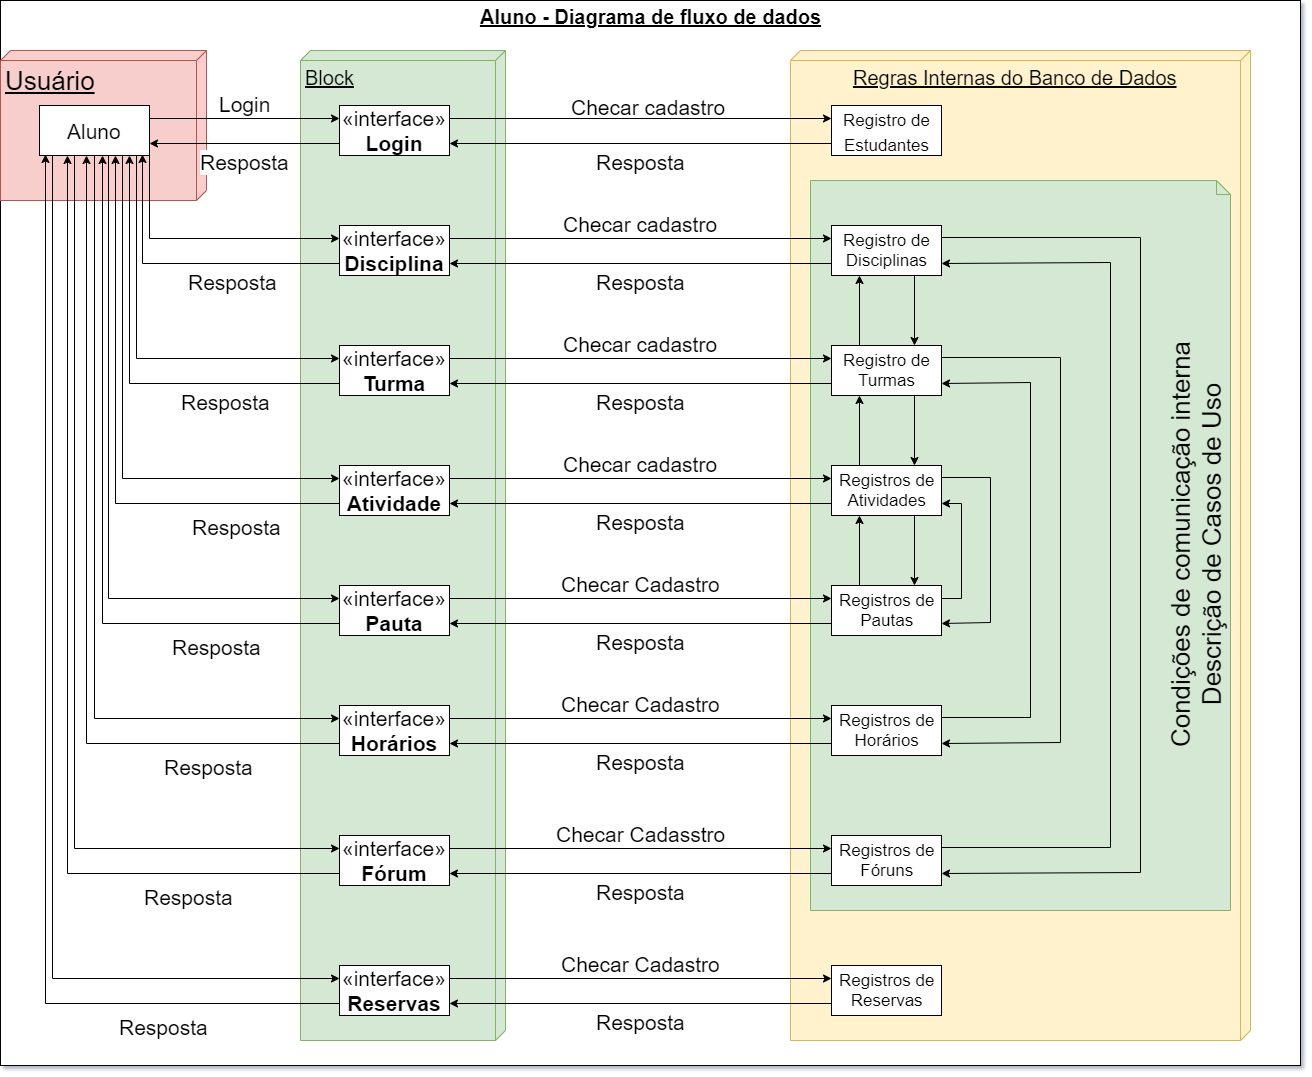 Aluno - Diagrama de fluxo de dados
Usuário
Block
Regras Internas do Banco de Dados
Aluno
Login
Resposta
«interface»
Login
Checar cadastro
Resposta
Registro de
Estudantes
Resposta
«interface»
Disciplina
Checar cadastro
Resposta
Registro de
Disciplinas
Resposta
«interface»
Turma
Checar cadastro
Resposta
Registro de
Turmas
Resposta
«interface»
Atividade
Checar cadastro
Resposta
Registros de
Atividades
Resposta
«interface»
Pauta
Checar Cadastro
Resposta
Registros de
Pautas
Resposta
«interface»
Horários
Checar Cadastro
Resposta
Registros de
Horários
Resposta
«interface»
Fórum
Checar Cadasstro
Resposta
Registros de
Fóruns
Resposta
«interface»
Reservas
Checar Cadastro
Resposta
Registros de
Reservas
Condições de comunicação interna
Descrição de Casos de Uso